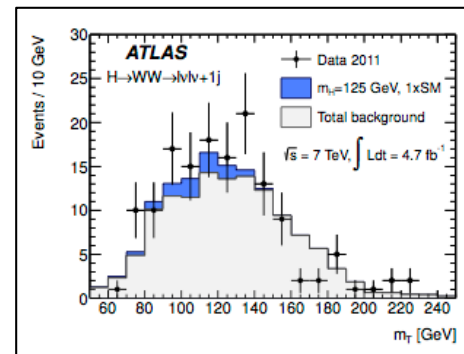 ATLAS
H→WW→lνlν+1j
Data 2011
m_H=125 GeV, 1xSM
Total background
√s = 7 TeV, ∫ Ldt = 4.7 fb⁻¹
Events / 10 GeV
30
25
20
15
10
5
0
60 80 100 120 140 160 180 200 220 240
m_T [GeV]